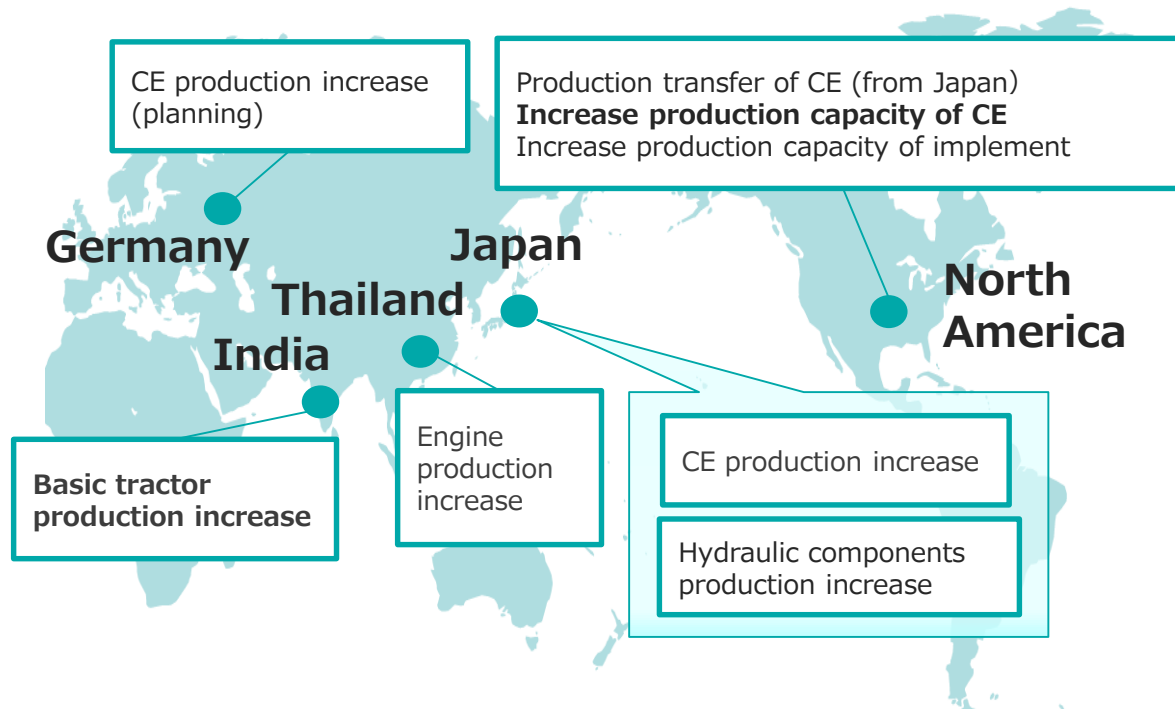 CE production increase
(planning)
Production transfer of CE (from Japan)
Increase production capacity of CE
Increase production capacity of implement
Germany
Japan
Thailand
India
North
America
Basic tractor
production increase
Engine
production
increase
CE production increase
Hydraulic components
production increase